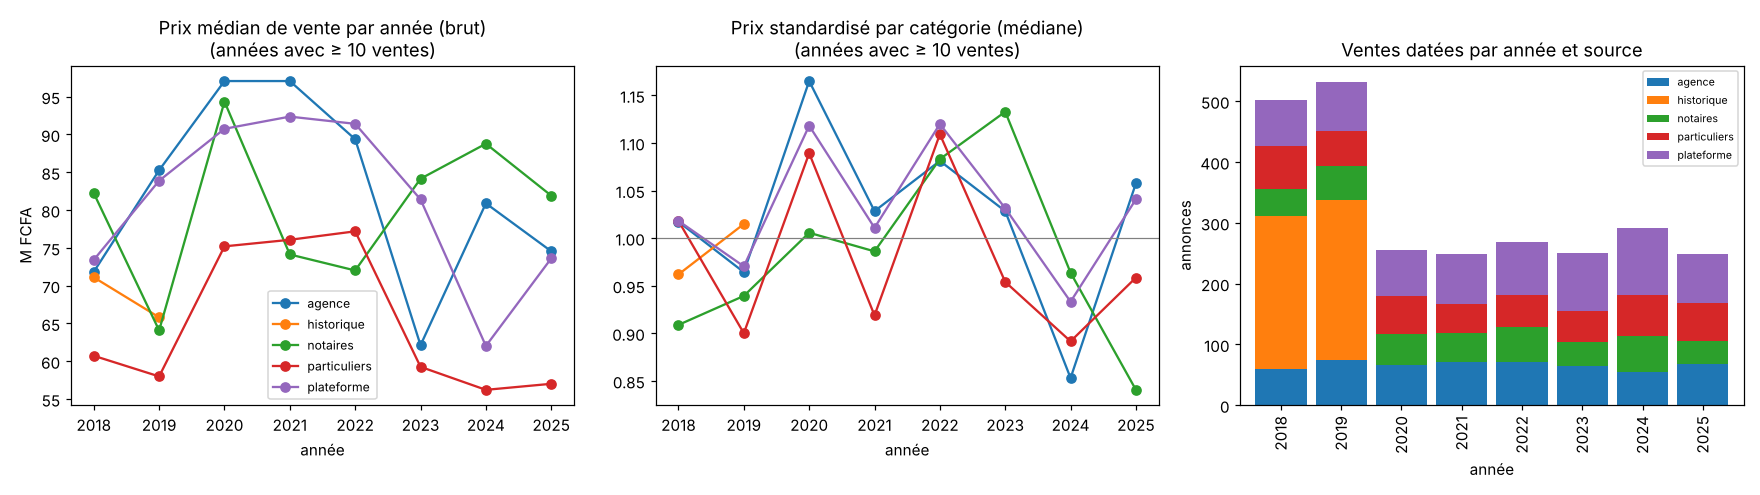 Prix médian de vente par année (brut)
(années avec ≥ 10 ventes)
M FCFA
95
90
85
80
75
70
65
60
55
2018 2019 2020 2021 2022 2023 2024 2025
année
agence
historique
notaires
particuliers
plateforme
Prix standardisé par catégorie (médiane)
(années avec ≥ 10 ventes)
1.15
1.10
1.05
1.00
0.95
0.90
0.85
2018 2019 2020 2021 2022 2023 2024 2025
année
Ventes datées par année et source
annonces
500
400
300
200
100
0
2018 2019 2020 2021 2022 2023 2024 2025
année
agence
historique
notaires
particuliers
plateforme